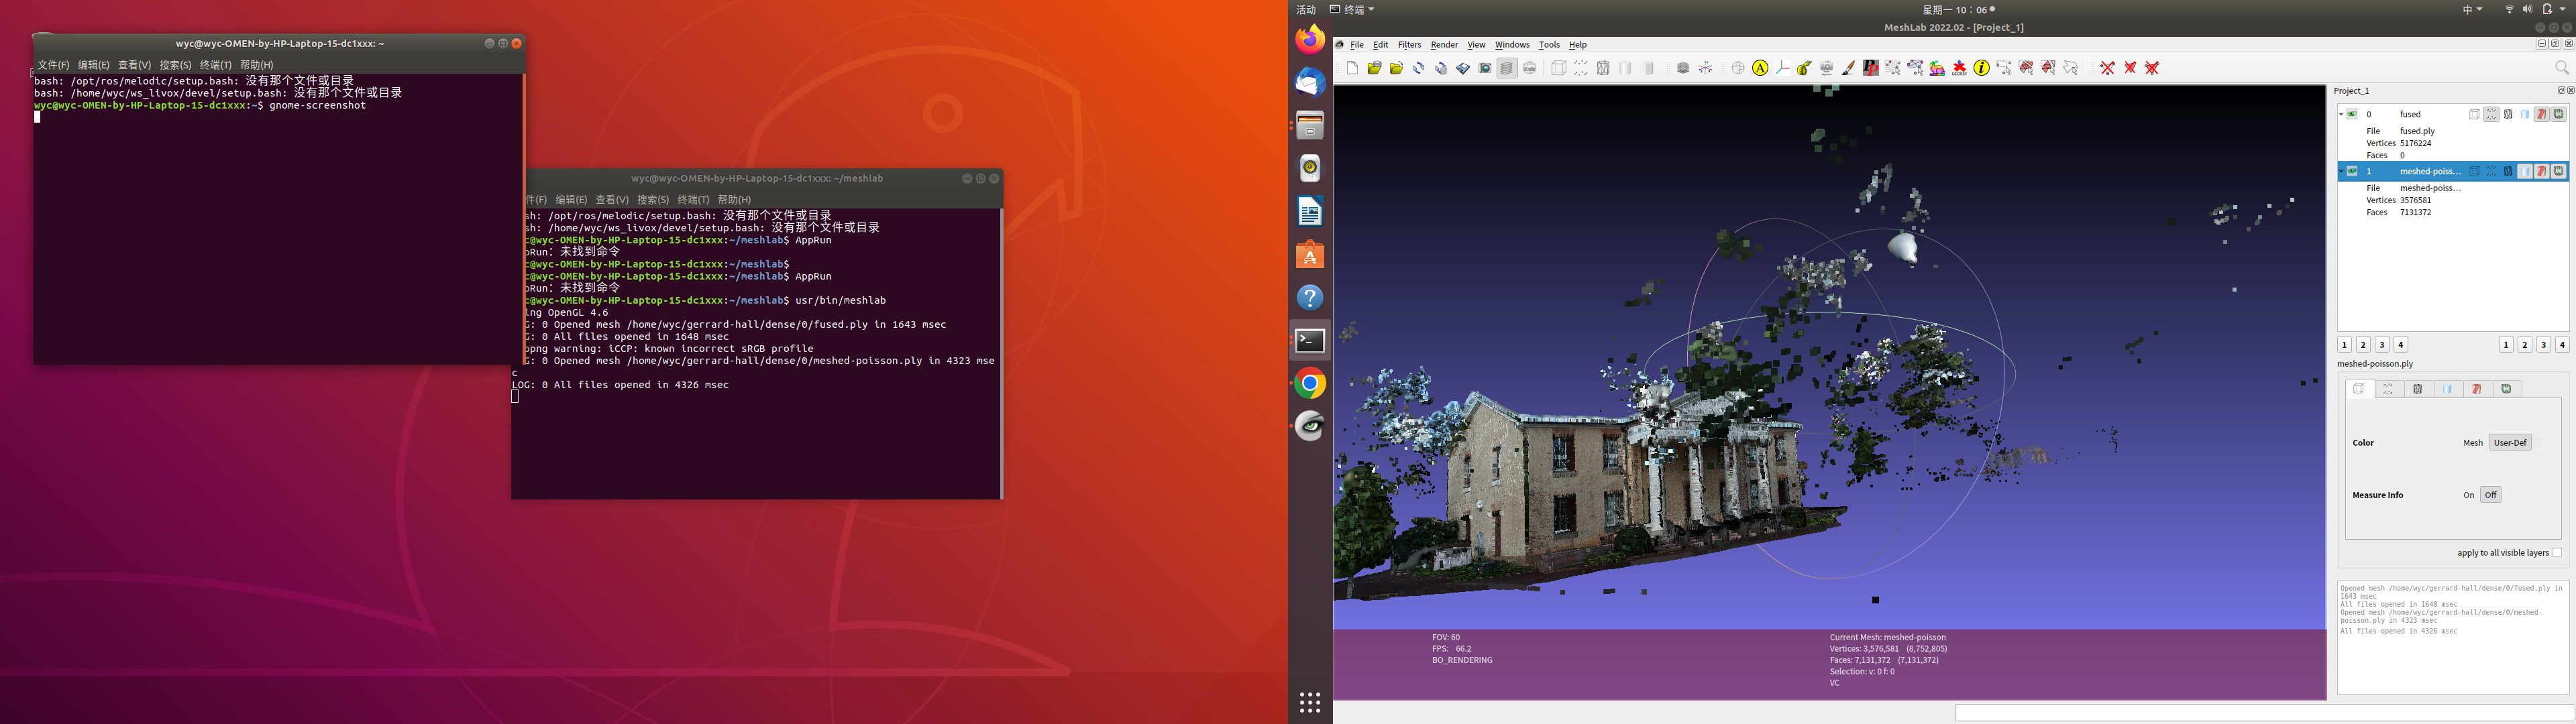 wyc@wyc-OMEN-by-HP-Laptop-15-dc1xxx: ~
文件(F) 编辑(E) 查看(V) 搜索(S) 终端(T) 帮助(H)
bash: /opt/ros/melodic/setup.bash: 没有那个文件或目录
bash: /home/wyc/ws_livox/devel/setup.bash: 没有那个文件或目录
wyc@wyc-OMEN-by-HP-Laptop-15-dc1xxx:~$ gnome-screenshot
wyc@wyc-OMEN-by-HP-Laptop-15-dc1xxx: ~/meshlab
件(F) 编辑(E) 查看(V) 搜索(S) 终端(T) 帮助(H)
sh: /opt/ros/melodic/setup.bash: 没有那个文件或目录
sh: /home/wyc/ws_livox/devel/setup.bash: 没有那个文件或目录
c@wyc-OMEN-by-HP-Laptop-15-dc1xxx:~/meshlab$ AppRun
pRun: 未找到命令
c@wyc-OMEN-by-HP-Laptop-15-dc1xxx:~/meshlab$
c@wyc-OMEN-by-HP-Laptop-15-dc1xxx:~/meshlab$ AppRun
pRun: 未找到命令
c@wyc-OMEN-by-HP-Laptop-15-dc1xxx:~/meshlab$ usr/bin/meshlab
ing OpenGL 4.6
G: 0 Opened mesh /home/wyc/gerrard-hall/dense/0/fused.ply in 1643 msec
G: 0 All files opened in 1648 msec
bpng warning: iCCP: known incorrect sRGB profile
G: 0 Opened mesh /home/wyc/gerrard-hall/dense/0/meshed-poisson.ply in 4323 mse
c
LOG: 0 All files opened in 4326 msec
活动 终端 星期一 10：06 中
MeshLab 2022.02 - [Project_1]
File Edit Filters Render View Windows Tools Help
Project_1
0 fused
File fused.ply
Vertices 5176224
Faces 0
1 meshed-poiss...
File meshed-poiss...
Vertices 3576581
Faces 7131372
1 2 3 4 1 2 3 4
meshed-poisson.ply
Color Mesh User-Def
Measure Info On Off
apply to all visible layers
Opened mesh /home/wyc/gerrard-hall/dense/0/fused.ply in
1643 msec
All files opened in 1648 msec
Opened mesh /home/wyc/gerrard-hall/dense/0/meshed-
poisson.ply in 4323 msec
All files opened in 4326 msec
FOV: 60
FPS: 66.2
BO_RENDERING
Current Mesh: meshed-poisson
Vertices: 3,576,581 (8,752,805)
Faces: 7,131,372 (7,131,372)
Selection: v: 0 f: 0
VC